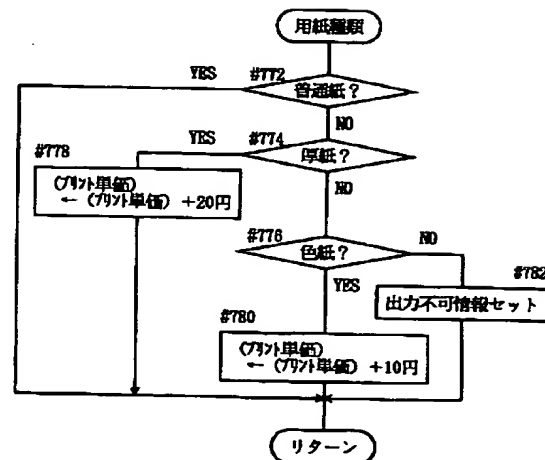 用紙種類
YES
#772
普通紙?
NO
YES
#774
厚紙?
#778
(プリント単価)
← (プリント単価) +20円
NO
#776
色紙?
NO
#782
YES
出力不可情報セット
#780
(プリント単価)
← (プリント単価) +10円
リターン